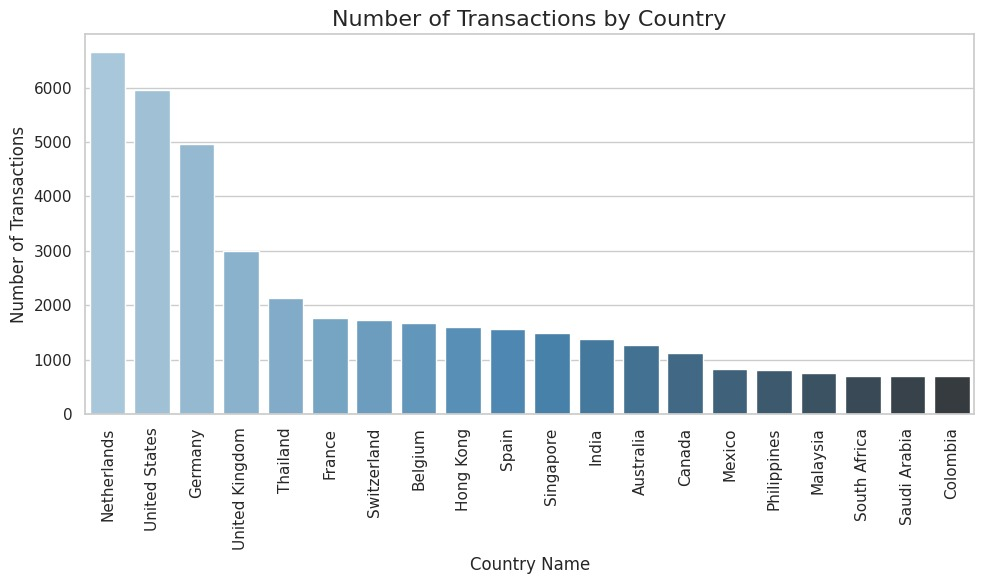 Number of Transactions by Country
Number of Transactions
6000
5000
4000
3000
2000
1000
0
Netherlands
United States
Germany
United Kingdom
Thailand
France
Switzerland
Belgium
Hong Kong
Spain
Singapore
India
Australia
Canada
Mexico
Philippines
Malaysia
South Africa
Saudi Arabia
Colombia
Country Name